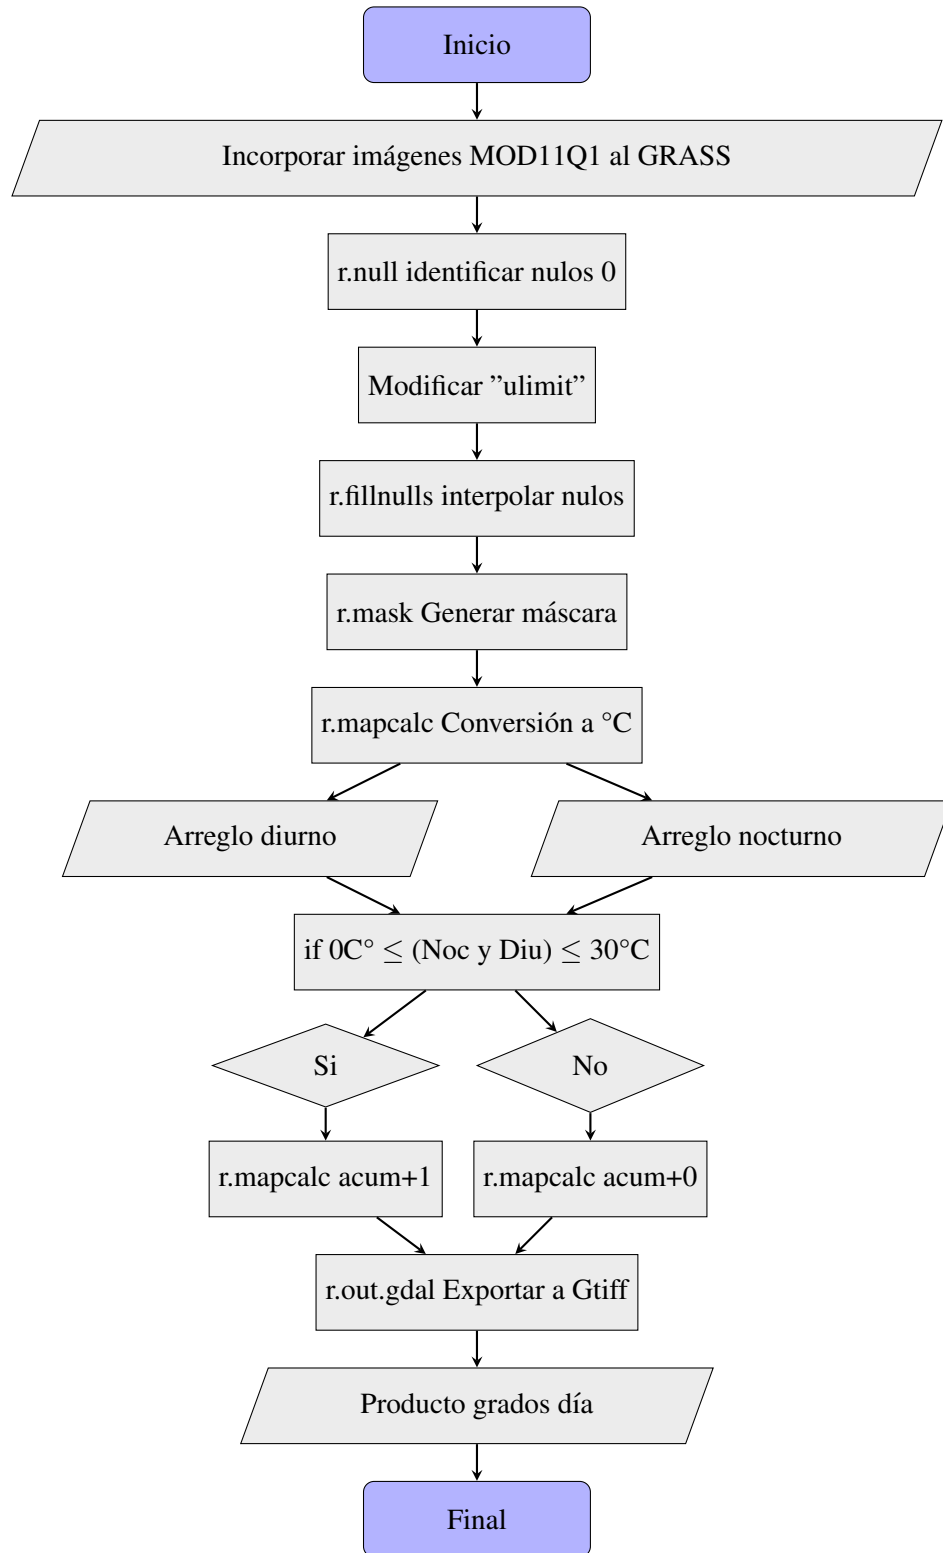 Inicio
Incorporar imágenes MOD11Q1 al GRASS
r.null identificar nulos 0
Modificar ”ulimit”
r.fillnulls interpolar nulos
r.mask Generar máscara
r.mapcalc Conversión a °C
Arreglo diurno
Arreglo nocturno
if 0C° ≤ (Noc y Diu) ≤ 30°C
Si
No
r.mapcalc acum+1
r.mapcalc acum+0
r.out.gdal Exportar a Gtiff
Producto grados día
Final